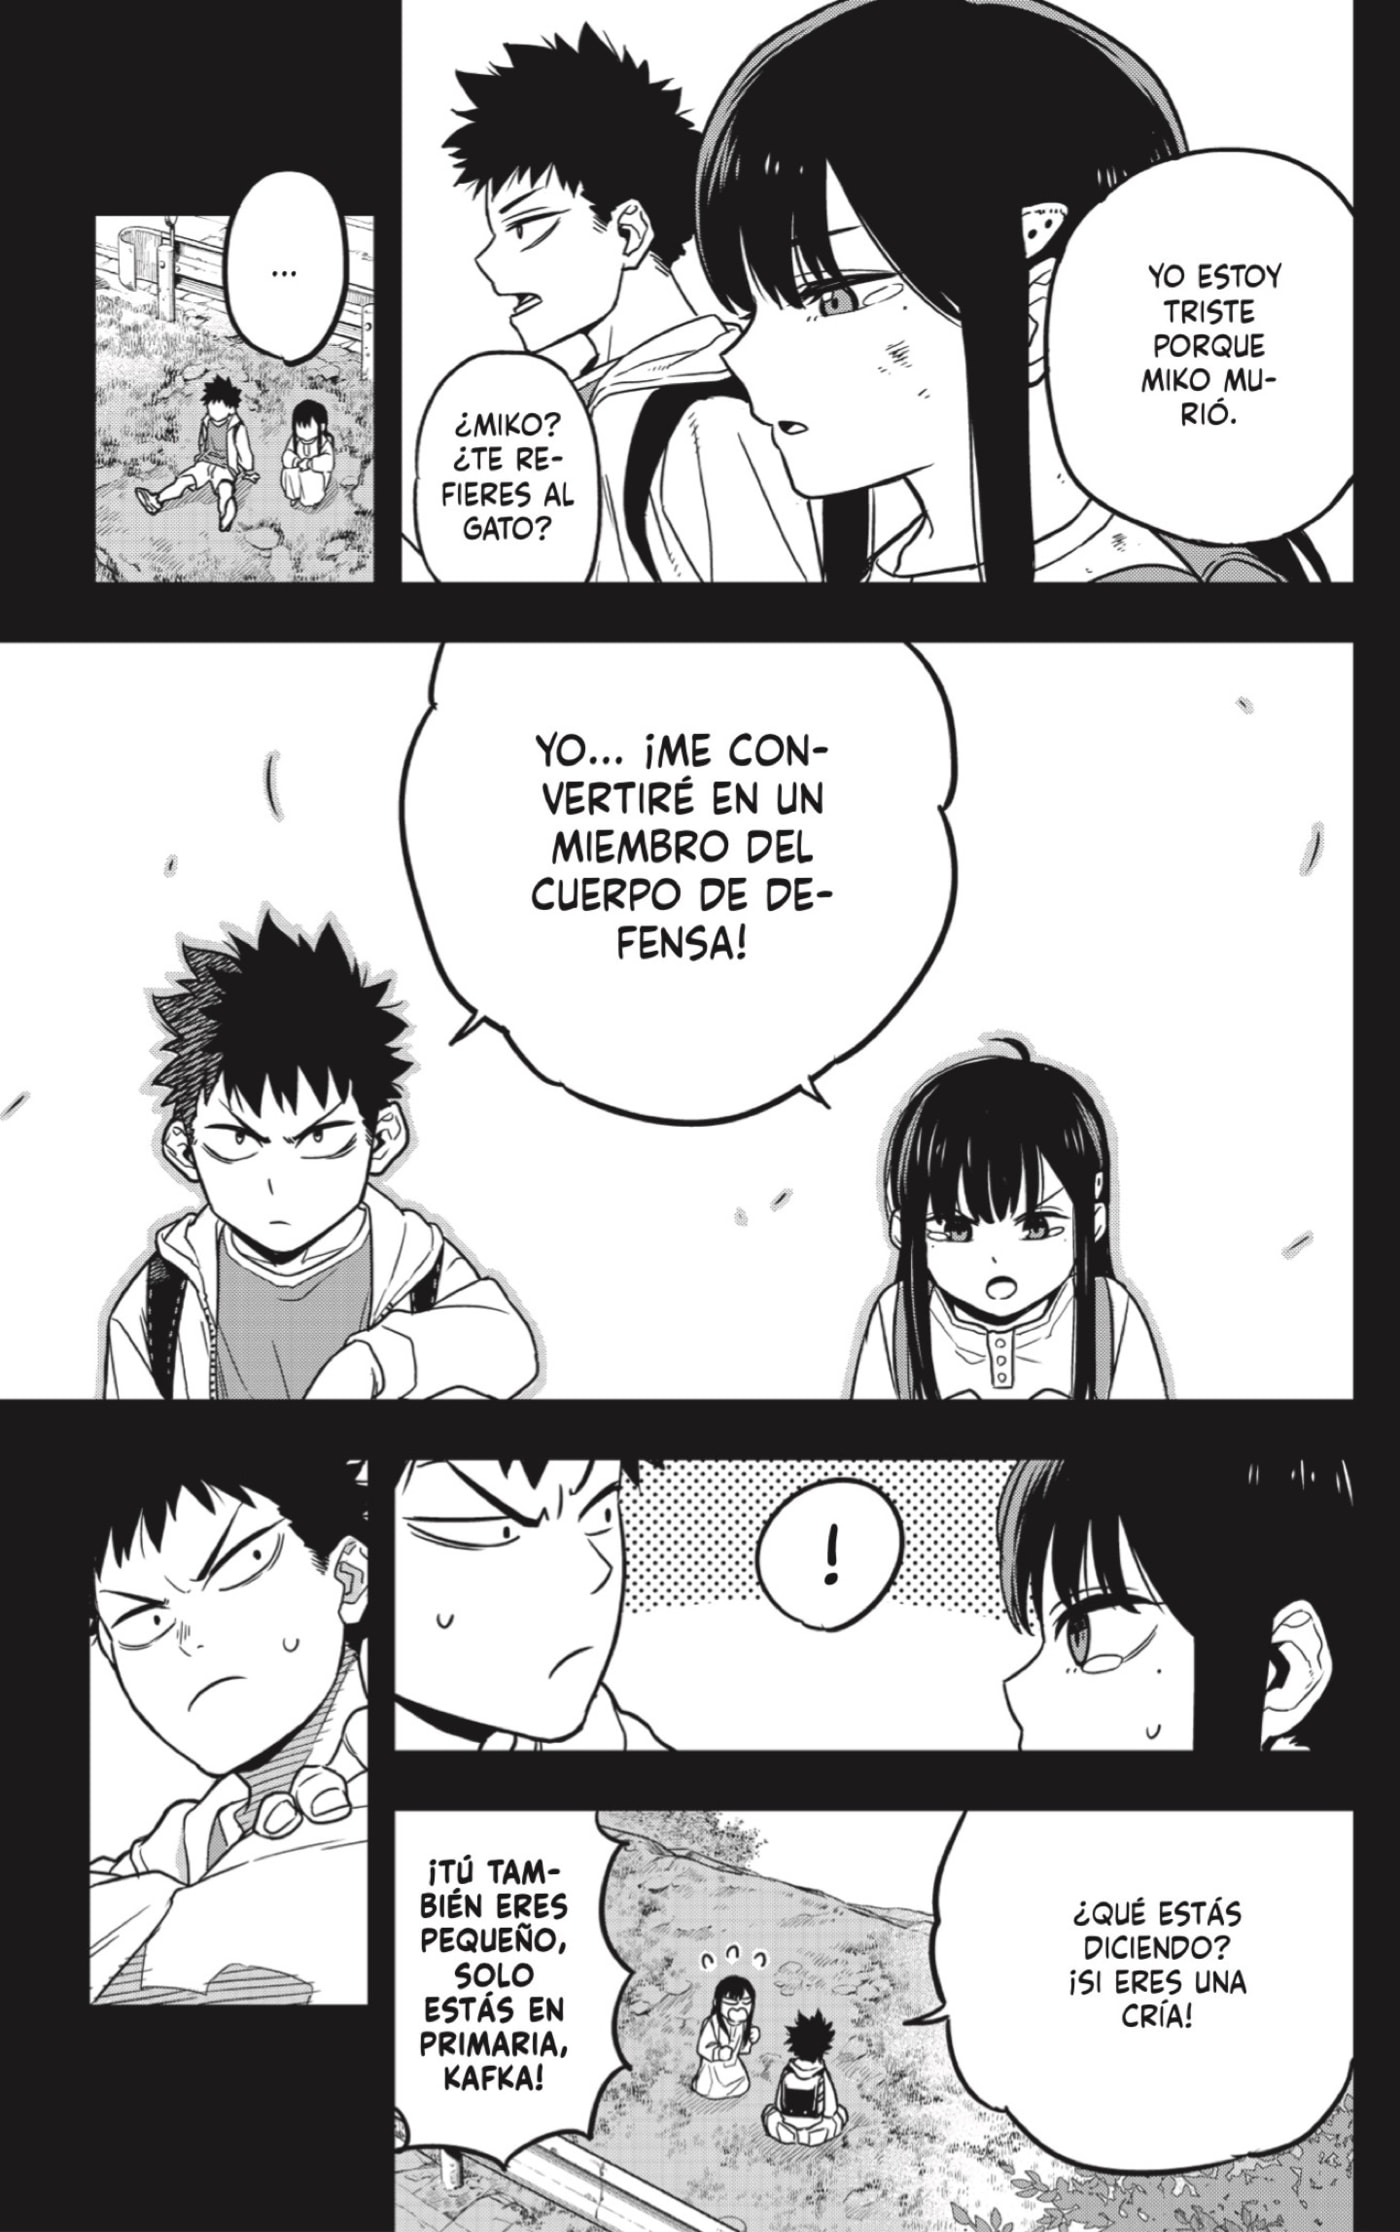 YO ESTOY
TRISTE
PORQUE
MIKO MU-
RIÓ.
¿MIKO?
¿TE RE-
FIERES AL
GATO?
...
YO... ¡ME CON-
VERTIRÉ EN UN
MIEMBRO DEL
CUERPO DE DE-
FENSA!
!
¿QUÉ ESTÁS
DICIENDO?
¡SI ERES UNA
CRÍA!
¡TÚ TAM-
BIÉN ERES
PEQUEÑO,
SOLO
ESTÁS EN
PRIMARIA,
KAFKA!